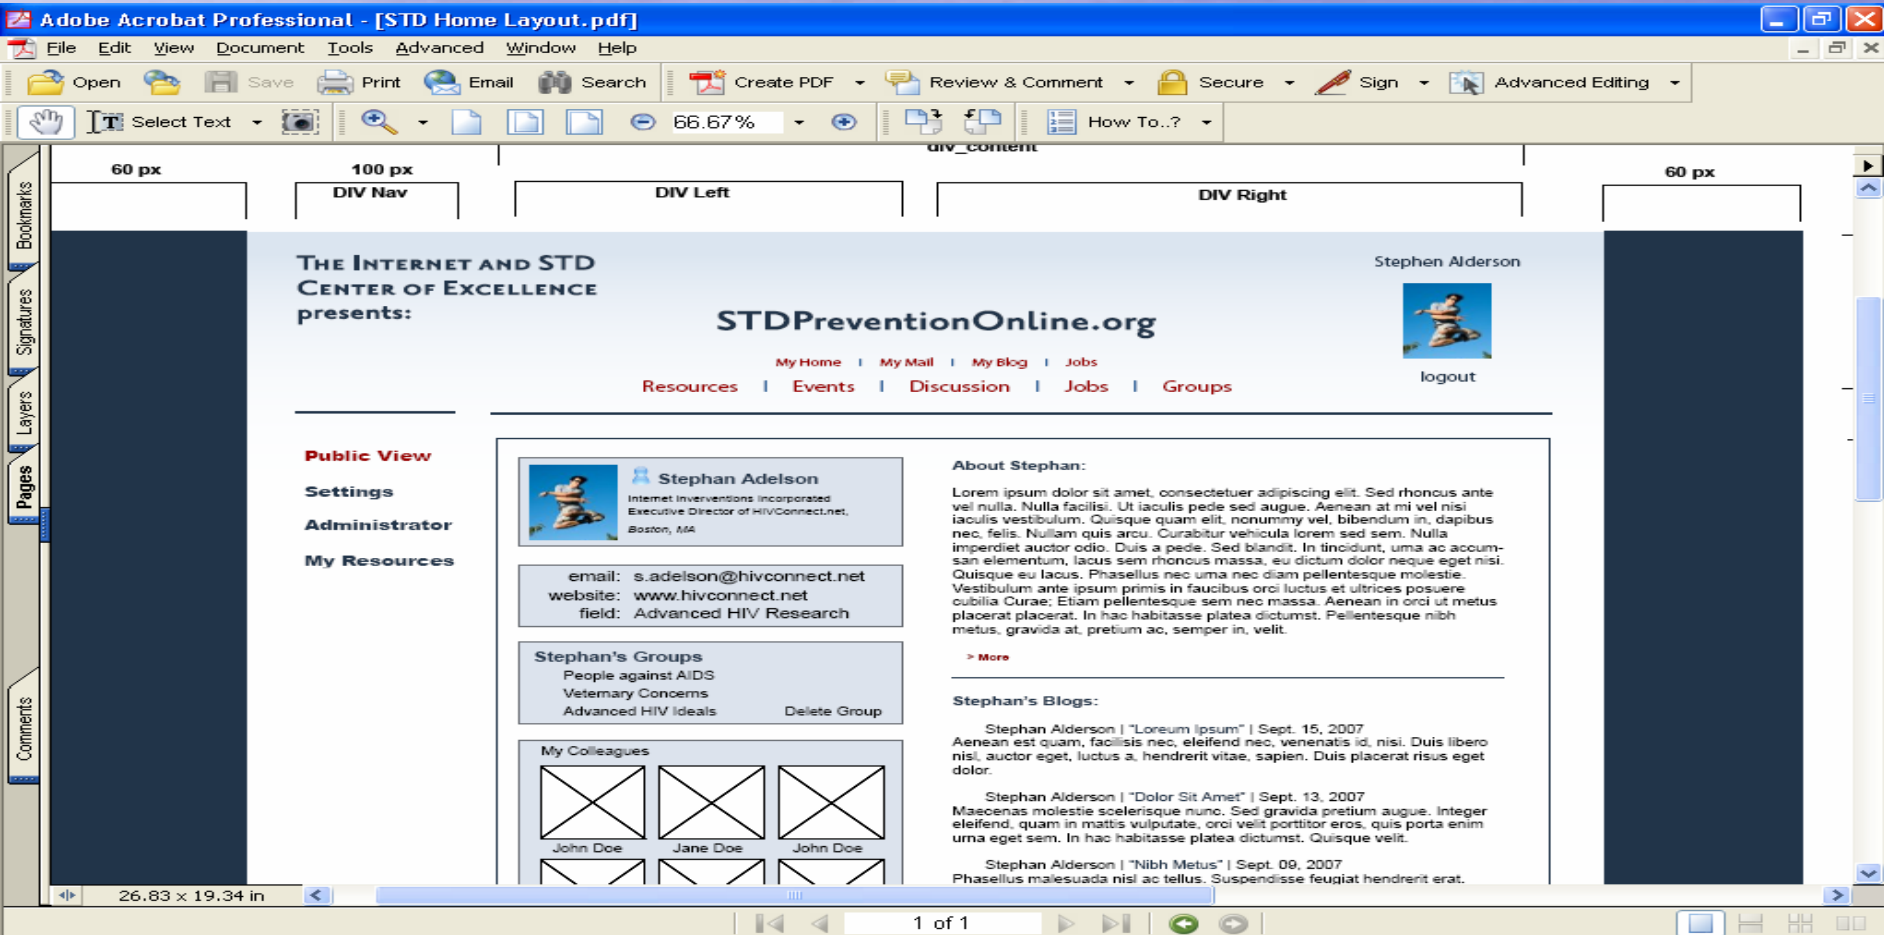 Adobe Acrobat Professional - [STD Home Layout.pdf]
File Edit View Document Tools Advanced Window Help
Open Save Print Email Search Create PDF Review & Comment Secure Sign Advanced Editing
Select Text 66.67% How To..?
div_content
60 px 100 px 60 px
DIV Nav DIV Left DIV Right
Bookmarks
Signatures
Layers
Pages
Comments
THE INTERNET AND STD
CENTER OF EXCELLENCE
presents:
STDPreventionOnline.org
Stephen Alderson
logout
My Home | My Mail | My Blog | Jobs
Resources | Events | Discussion | Jobs | Groups
Public View
Settings
Administrator
My Resources
Stephan Adelson
Internet Inverventions Incorporated
Executive Director of HIVConnect.net,
Boston, MA
email: s.adelson@hivconnect.net
website: www.hivconnect.net
field: Advanced HIV Research
Stephan's Groups
People against AIDS
Veternary Concerns
Advanced HIV Ideals Delete Group
My Colleagues
John Doe Jane Doe John Doe
About Stephan:
Lorem ipsum dolor sit amet, consectetuer adipiscing elit. Sed rhoncus ante
vel nulla. Nulla facilisi. Ut iaculis pede sed augue. Aenean at mi vel nisi
iaculis vestibulum. Quisque quam elit, nonummy vel, bibendum in, dapibus
nec, felis. Nullam quis arcu. Curabitur vehicula lorem sed sem. Nulla
imperdiet auctor odio. Duis a pede. Sed blandit. In tincidunt, urna ac accum-
san elementum, lacus sem rhoncus massa, eu dictum dolor neque eget nisi.
Quisque eu lacus. Phasellus nec urna nec diam pellentesque molestie.
Vestibulum ante ipsum primis in faucibus orci luctus et ultrices posuere
cubilia Curae; Etiam pellentesque sem nec massa. Aenean in orci ut metus
placerat placerat. In hac habitasse platea dictumst. Pellentesque nibh
metus, gravida at, pretium ac, semper in, velit.
> More
Stephan's Blogs:
Stephan Alderson | "Loreum Ipsum" | Sept. 15, 2007
Aenean est quam, facilisis nec, eleifend nec, venenatis id, nisi. Duis libero
nisl, auctor eget, luctus a, hendrerit vitae, sapien. Duis placerat risus eget
dolor.
Stephan Alderson | "Dolor Sit Amet" | Sept. 13, 2007
Maecenas molestie scelerisque nunc. Sed gravida pretium augue. Integer
eleifend, quam in mattis vulputate, orci velit porttitor eros, quis porta enim
urna eget sem. In hac habitasse platea dictumst. Quisque velit.
Stephan Alderson | "Nibh Metus" | Sept. 09, 2007
Phasellus malesuada nisl ac tellus. Suspendisse feugiat hendrerit erat.
26.83 x 19.34 in
1 of 1